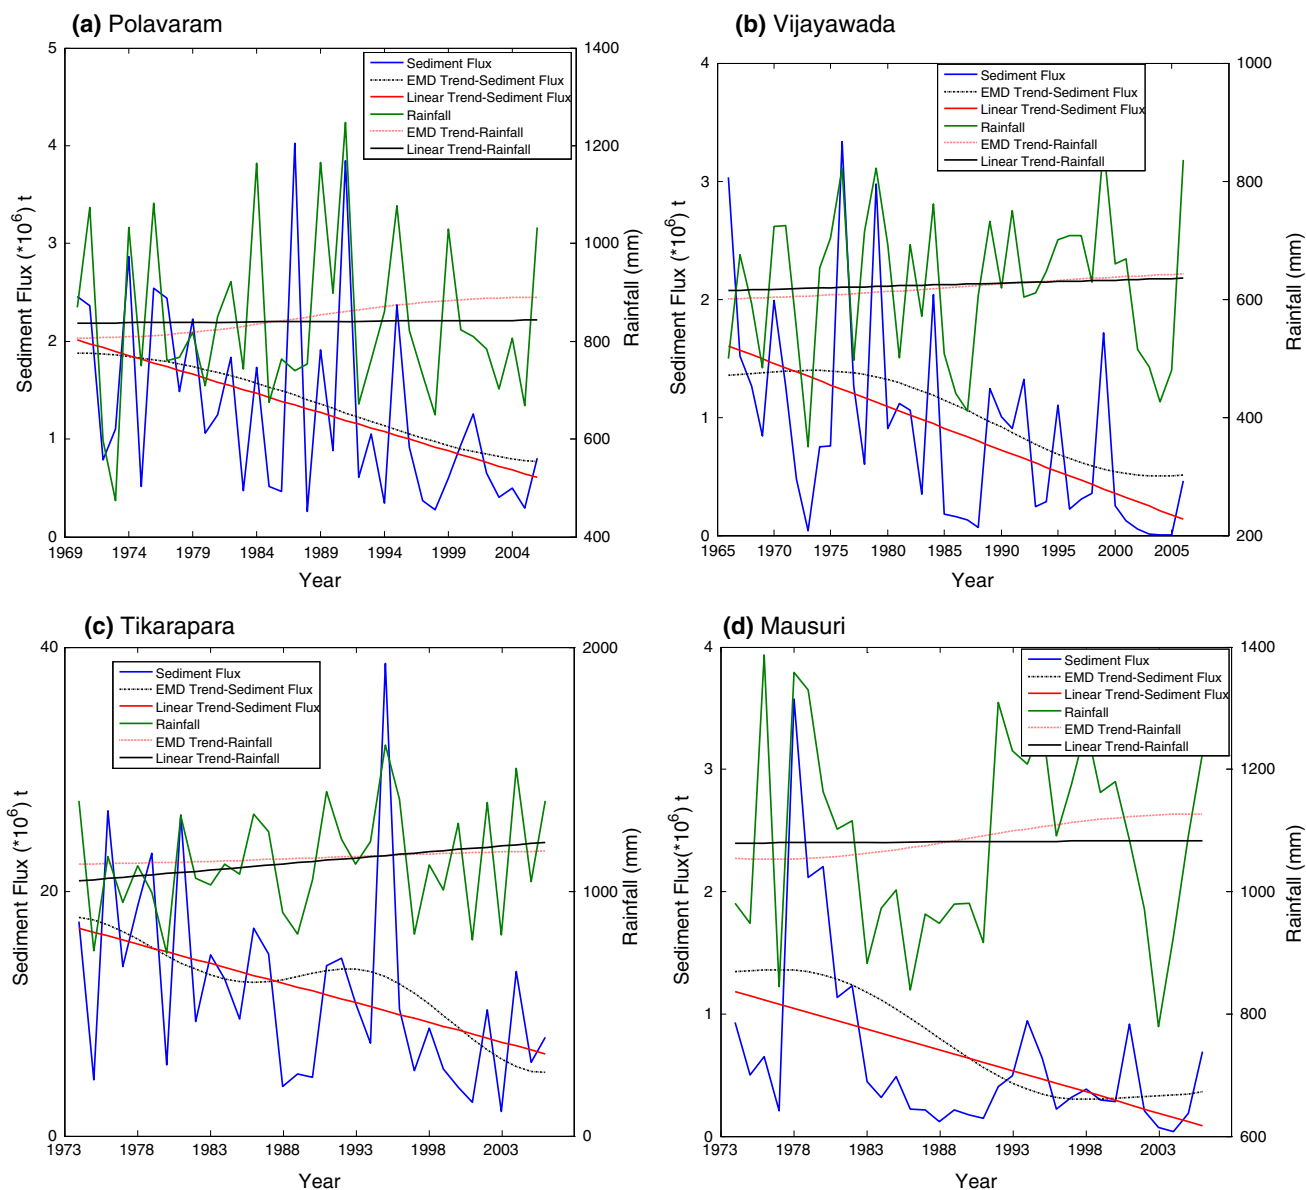 (a) Polavaram
5
4
3
2
1
0
Sediment Flux (*10^6) t
1400
1200
1000
800
600
400
Rainfall (mm)
Sediment Flux
EMD Trend-Sediment Flux
Linear Trend-Sediment Flux
Rainfall
EMD Trend-Rainfall
Linear Trend-Rainfall
1969 1974 1979 1984 1989 1994 1999 2004
Year
(b) Vijayawada
4
3
2
1
0
Sediment Flux (*10^6) t
1000
800
600
400
200
Rainfall (mm)
Sediment Flux
EMD Trend-Sediment Flux
Linear Trend-Sediment Flux
Rainfall
EMD Trend-Rainfall
Linear Trend-Rainfall
1965 1970 1975 1980 1985 1990 1995 2000 2005
Year
(c) Tikarapara
40
20
0
Sediment Flux (*10^6) t
2000
1000
0
Rainfall (mm)
Sediment Flux
EMD Trend-Sediment Flux
Linear Trend-Sediment Flux
Rainfall
EMD Trend-Rainfall
Linear Trend-Rainfall
1973 1978 1983 1988 1993 1998 2003
Year
(d) Mausuri
4
3
2
1
0
Sediment Flux(*10^6) t
1400
1200
1000
800
600
Rainfall (mm)
Sediment Flux
EMD Trend-Sediment Flux
Linear Trend-Sediment Flux
Rainfall
EMD Trend-Rainfall
Linear Trend-Rainfall
1973 1978 1983 1988 1993 1998 2003
Year